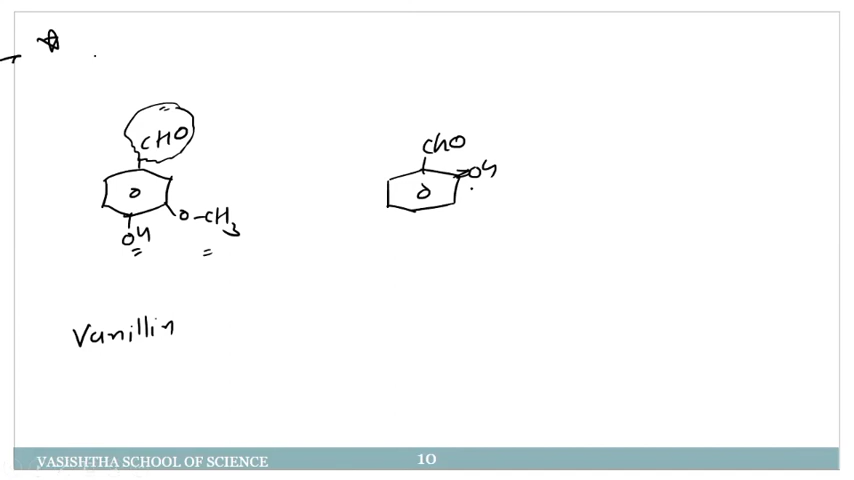 CHO
O-CH3
OH
Vanillin
CHO
OH
VASISHTHA SCHOOL OF SCIENCE
10